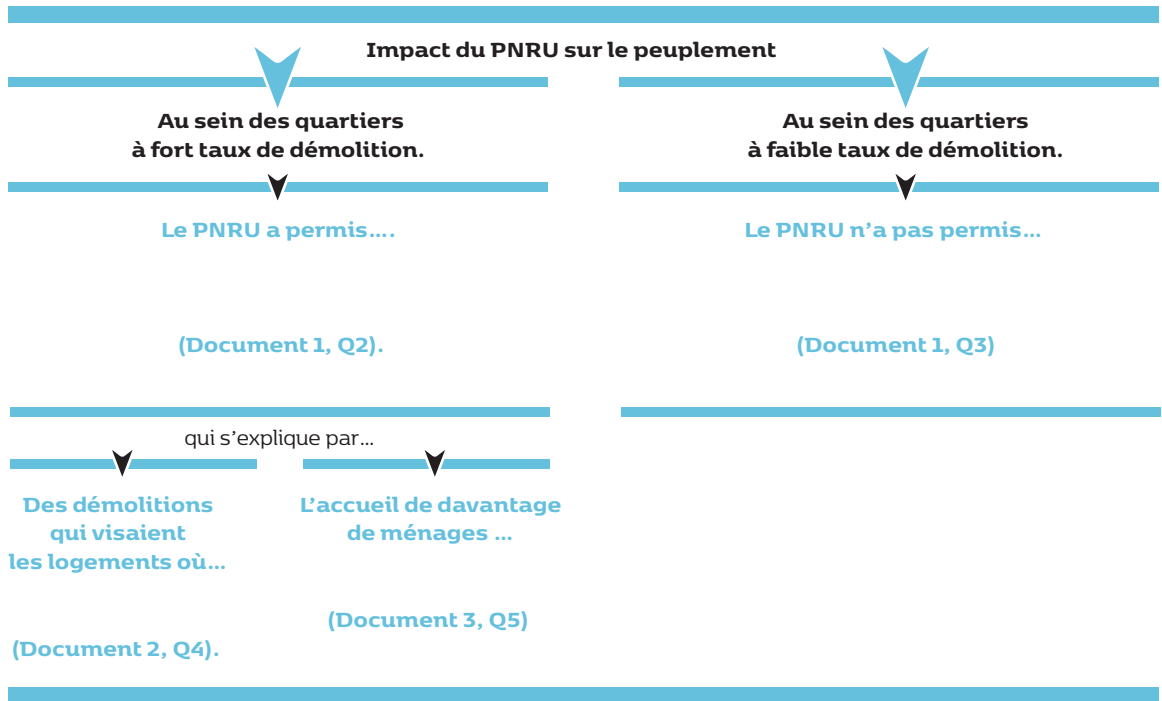 Impact du PNRU sur le peuplement
Au sein des quartiers
à fort taux de démolition.
Au sein des quartiers
à faible taux de démolition.
Le PNRU a permis….
(Document 1, Q2).
Le PNRU n’a pas permis…
(Document 1, Q3)
qui s’explique par…
Des démolitions
qui visaient
les logements où…
(Document 2, Q4).
L’accueil de davantage
de ménages …
(Document 3, Q5)